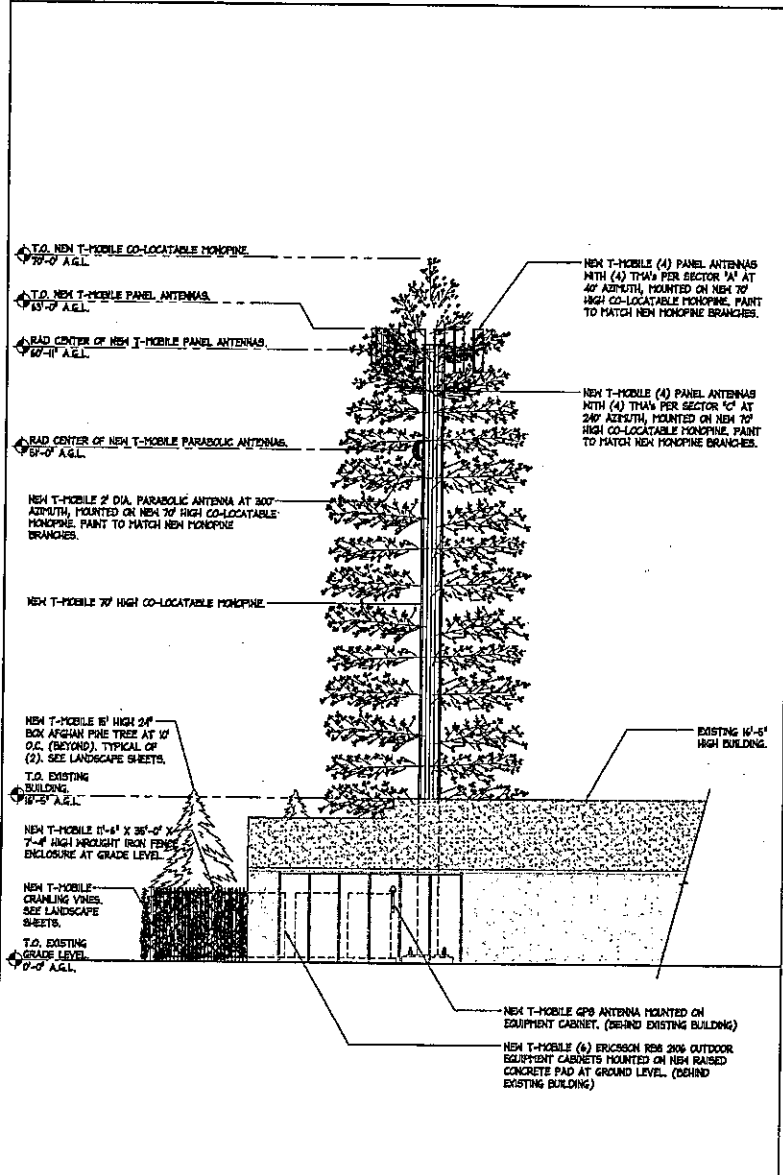 T.O. NEW T-MOBILE CO-LOCATABLE MONOPINE.
70'-0" A.G.L.
T.O. NEW T-MOBILE PANEL ANTENNAS.
63'-0" A.G.L.
RAD CENTER OF NEW T-MOBILE PANEL ANTENNAS.
60'-11" A.G.L.
RAD CENTER OF NEW T-MOBILE PARABOLIC ANTENNAS.
51'-0" A.G.L.
NEW T-MOBILE 2' DIA. PARABOLIC ANTENNA AT 300°
AZIMUTH, MOUNTED ON NEW 70' HIGH CO-LOCATABLE
MONOPINE. PAINT TO MATCH NEW MONOPINE
BRANCHES.
NEW T-MOBILE 70' HIGH CO-LOCATABLE MONOPINE.
NEW T-MOBILE 15' HIGH 24"
BOX AFGHAN PINE TREE AT 10'
O.C. (BEYOND). TYPICAL OF
(2). SEE LANDSCAPE SHEETS.
T.O. EXISTING
BUILDING.
16'-5" A.G.L.
NEW T-MOBILE 11'-6" X 35'-0" X
7'-4" HIGH WROUGHT IRON FENCE
ENCLOSURE AT GRADE LEVEL.
NEW T-MOBILE
CRAWLING VINES.
SEE LANDSCAPE
SHEETS.
T.O. EXISTING
GRADE LEVEL.
0'-0" A.G.L.
NEW T-MOBILE (4) PANEL ANTENNAS
WITH (4) TMA's PER SECTOR "A" AT
40° AZIMUTH, MOUNTED ON NEW 70'
HIGH CO-LOCATABLE MONOPINE. PAINT
TO MATCH NEW MONOPINE BRANCHES.
NEW T-MOBILE (4) PANEL ANTENNAS
WITH (4) TMA's PER SECTOR "C" AT
240° AZIMUTH, MOUNTED ON NEW 70'
HIGH CO-LOCATABLE MONOPINE. PAINT
TO MATCH NEW MONOPINE BRANCHES.
EXISTING 16'-5"
HIGH BUILDING.
NEW T-MOBILE GPS ANTENNA MOUNTED ON
EQUIPMENT CABINET. (BEHIND EXISTING BUILDING)
NEW T-MOBILE (6) ERICSSON RBS 2106 OUTDOOR
EQUIPMENT CABINETS MOUNTED ON NEW RAISED
CONCRETE PAD AT GROUND LEVEL. (BEHIND
EXISTING BUILDING)